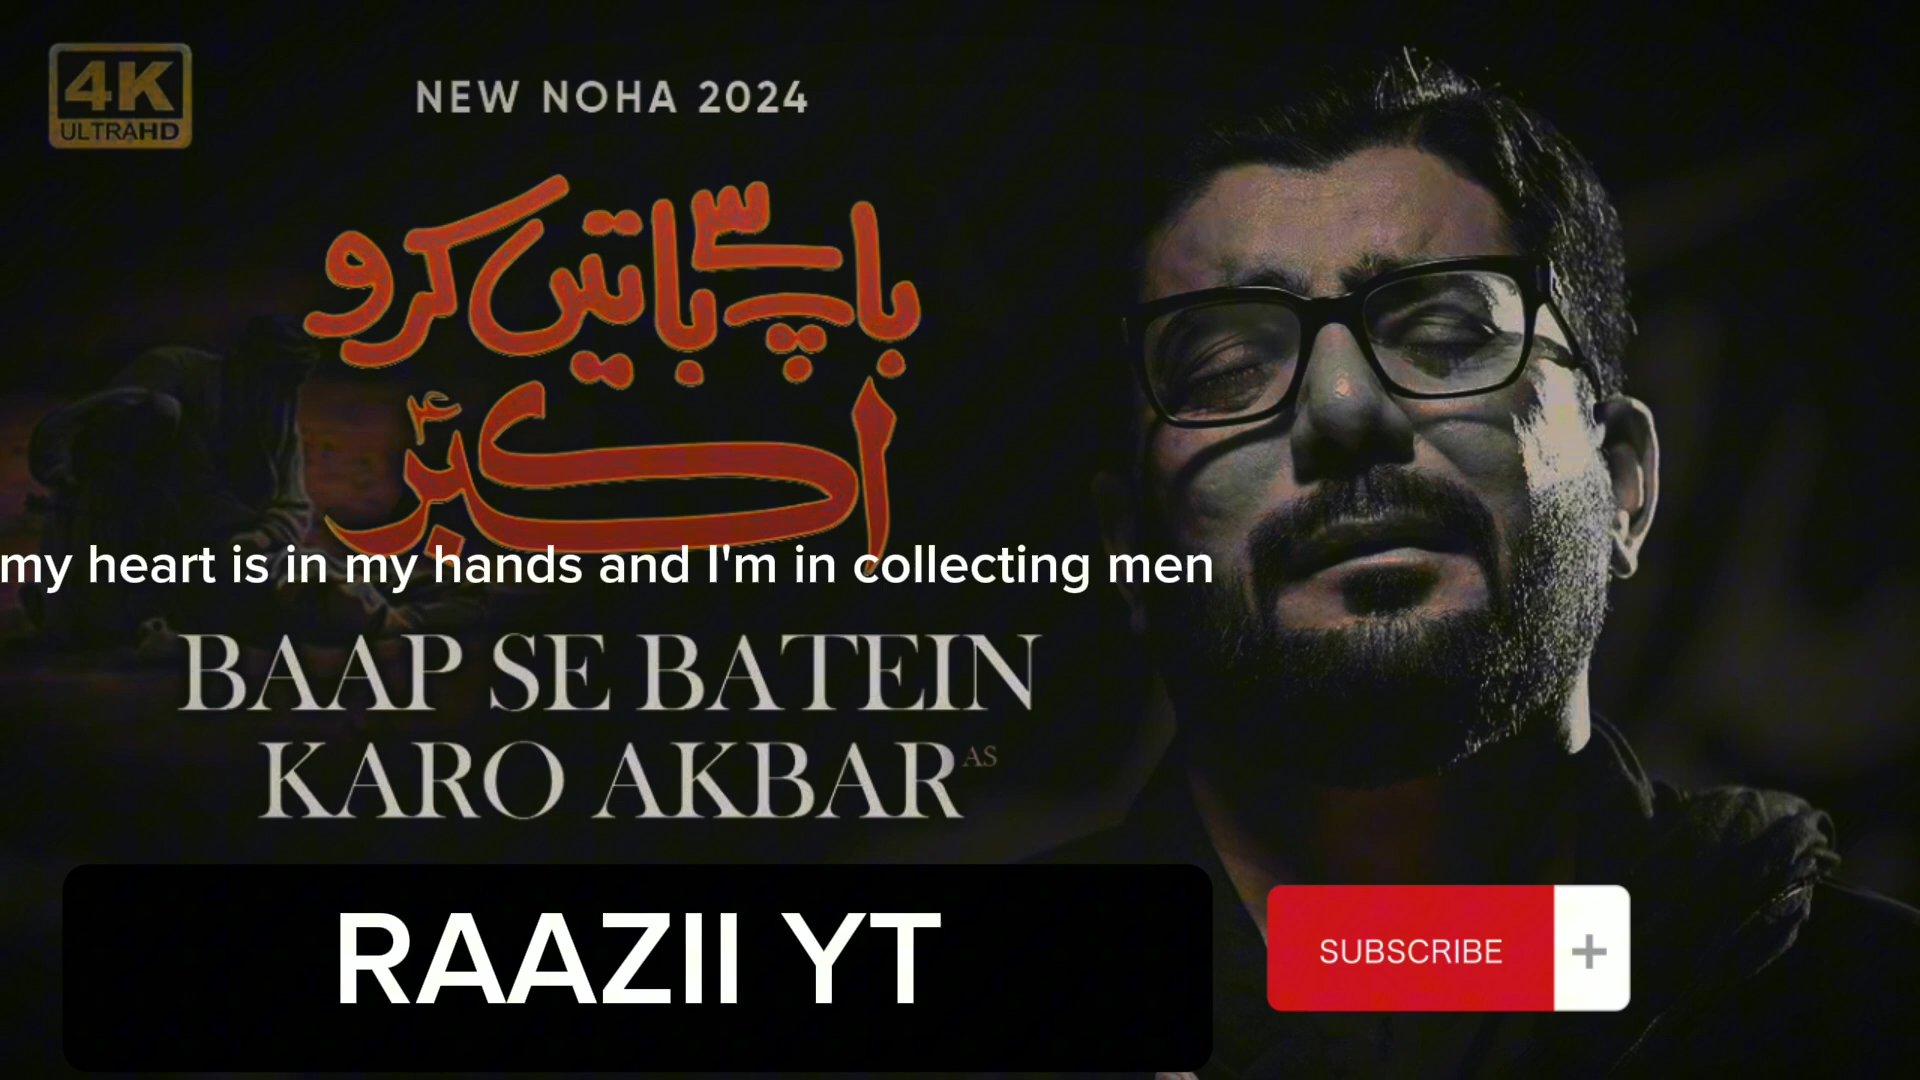 4K
ULTRAHD
NEW NOHA 2024
باپ سے باتیں کرو
اکبرؑ
my heart is in my hands and I'm in collecting men
BAAP SE BATEIN
KARO AKBAR AS
RAAZII YT
SUBSCRIBE +